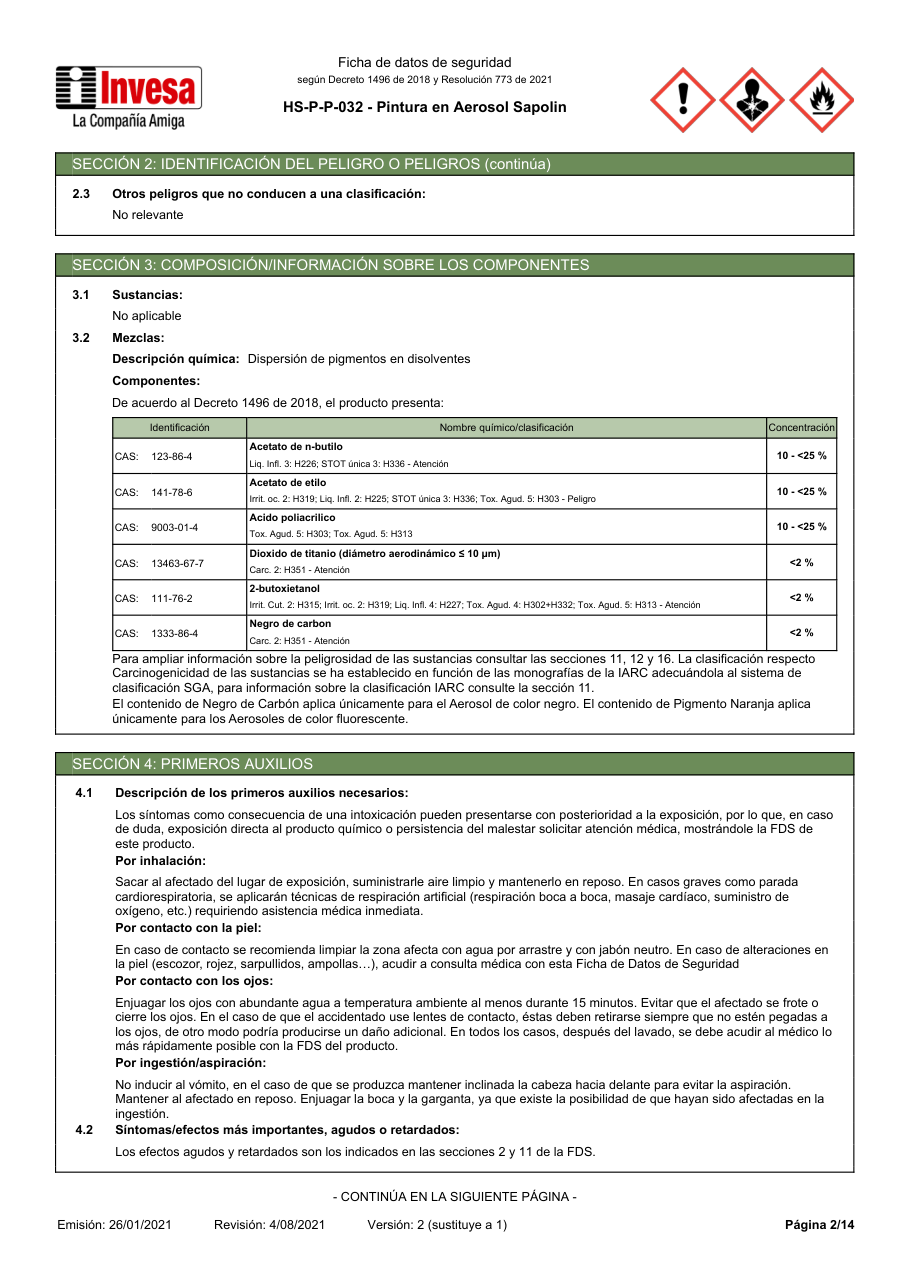 Invesa
La Compañía Amiga
Ficha de datos de seguridad
según Decreto 1496 de 2018 y Resolución 773 de 2021
HS-P-P-032 - Pintura en Aerosol Sapolin
SECCIÓN 2: IDENTIFICACIÓN DEL PELIGRO O PELIGROS (continúa)
2.3 Otros peligros que no conducen a una clasificación:
No relevante
SECCIÓN 3: COMPOSICIÓN/INFORMACIÓN SOBRE LOS COMPONENTES
3.1 Sustancias:
No aplicable
3.2 Mezclas:
Descripción química: Dispersión de pigmentos en disolventes
Componentes:
De acuerdo al Decreto 1496 de 2018, el producto presenta:
Identificación Nombre químico/clasificación Concentración
CAS: 123-86-4 Acetato de n-butilo 10 - <25 %
Liq. Infl. 3: H226; STOT única 3: H336 - Atención
CAS: 141-78-6 Acetato de etilo 10 - <25 %
Irrit. oc. 2: H319; Liq. Infl. 2: H225; STOT única 3: H336; Tox. Agud. 5: H303 - Peligro
CAS: 9003-01-4 Acido poliacrilico 10 - <25 %
Tox. Agud. 5: H303; Tox. Agud. 5: H313
CAS: 13463-67-7 Dioxido de titanio (diámetro aerodinámico ≤ 10 μm) <2 %
Carc. 2: H351 - Atención
CAS: 111-76-2 2-butoxietanol <2 %
Irrit. Cut. 2: H315; Irrit. oc. 2: H319; Liq. Infl. 4: H227; Tox. Agud. 4: H302+H332; Tox. Agud. 5: H313 - Atención
CAS: 1333-86-4 Negro de carbon <2 %
Carc. 2: H351 - Atención
Para ampliar información sobre la peligrosidad de las sustancias consultar las secciones 11, 12 y 16. La clasificación respecto
Carcinogenicidad de las sustancias se ha establecido en función de las monografías de la IARC adecuándola al sistema de
clasificación SGA, para información sobre la clasificación IARC consulte la sección 11.
El contenido de Negro de Carbón aplica únicamente para el Aerosol de color negro. El contenido de Pigmento Naranja aplica
únicamente para los Aerosoles de color fluorescente.
SECCIÓN 4: PRIMEROS AUXILIOS
4.1 Descripción de los primeros auxilios necesarios:
Los síntomas como consecuencia de una intoxicación pueden presentarse con posterioridad a la exposición, por lo que, en caso
de duda, exposición directa al producto químico o persistencia del malestar solicitar atención médica, mostrándole la FDS de
este producto.
Por inhalación:
Sacar al afectado del lugar de exposición, suministrarle aire limpio y mantenerlo en reposo. En casos graves como parada
cardiorespiratoria, se aplicarán técnicas de respiración artificial (respiración boca a boca, masaje cardíaco, suministro de
oxígeno, etc.) requiriendo asistencia médica inmediata.
Por contacto con la piel:
En caso de contacto se recomienda limpiar la zona afecta con agua por arrastre y con jabón neutro. En caso de alteraciones en
la piel (escozor, rojez, sarpullidos, ampollas…), acudir a consulta médica con esta Ficha de Datos de Seguridad
Por contacto con los ojos:
Enjuagar los ojos con abundante agua a temperatura ambiente al menos durante 15 minutos. Evitar que el afectado se frote o
cierre los ojos. En el caso de que el accidentado use lentes de contacto, éstas deben retirarse siempre que no estén pegadas a
los ojos, de otro modo podría producirse un daño adicional. En todos los casos, después del lavado, se debe acudir al médico lo
más rápidamente posible con la FDS del producto.
Por ingestión/aspiración:
No inducir al vómito, en el caso de que se produzca mantener inclinada la cabeza hacia delante para evitar la aspiración.
Mantener al afectado en reposo. Enjuagar la boca y la garganta, ya que existe la posibilidad de que hayan sido afectadas en la
ingestión.
4.2 Síntomas/efectos más importantes, agudos o retardados:
Los efectos agudos y retardados son los indicados en las secciones 2 y 11 de la FDS.
- CONTINÚA EN LA SIGUIENTE PÁGINA -
Emisión: 26/01/2021 Revisión: 4/08/2021 Versión: 2 (sustituye a 1) Página 2/14